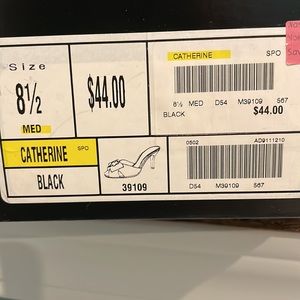 Size
8½
MED
$44.00
CATHERINE SPO
BLACK
39109
CATHERINE SPO
8½ MED D54 M39109 567
BLACK
$44.00
0502 AD9111210
D54 M39109 567